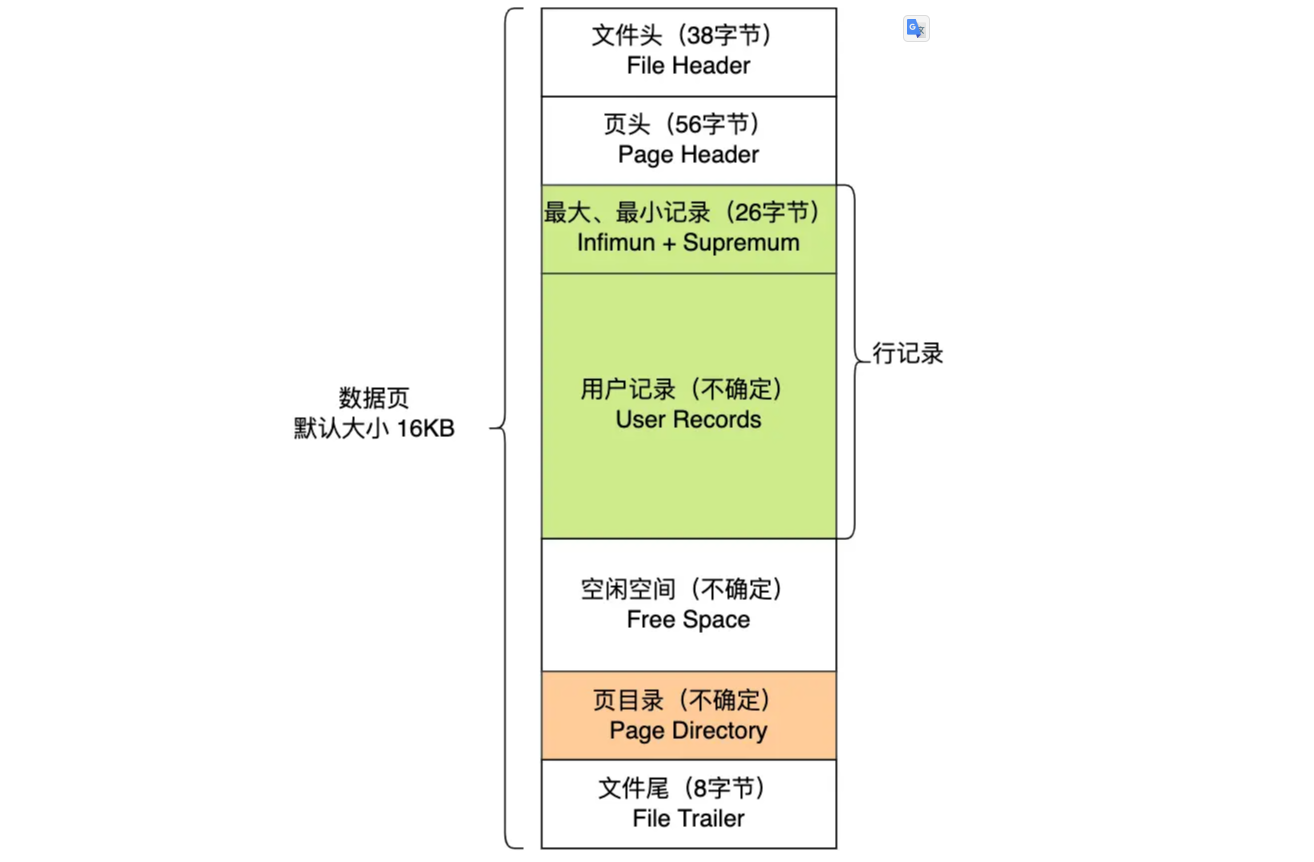 文件头（38字节）
File Header
页头（56字节）
Page Header
最大、最小记录（26字节）
Infimun + Supremum
用户记录（不确定）
User Records
行记录
数据页
默认大小 16KB
空闲空间（不确定）
Free Space
页目录（不确定）
Page Directory
文件尾（8字节）
File Trailer